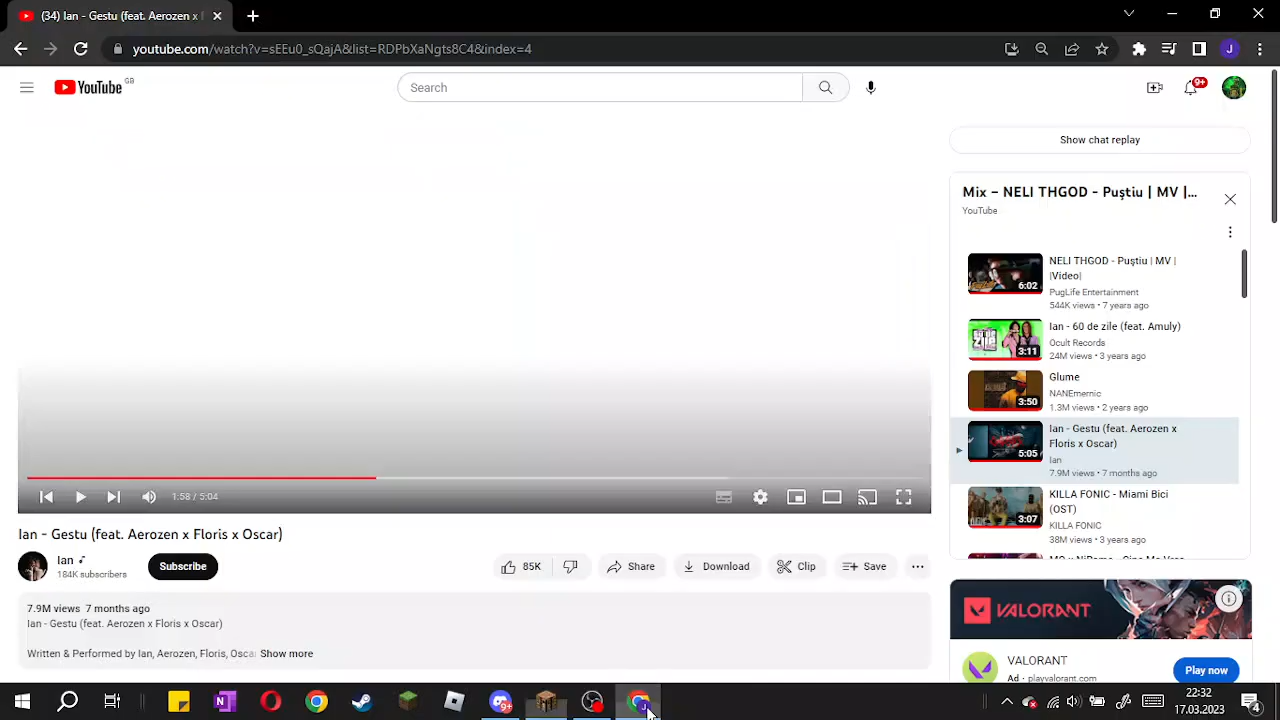 (34) Ian - Gestu (feat. Aerozen x
youtube.com/watch?v=sEEu0_sQajA&list=RDPbXaNgts8C4&index=4
J
YouTube GB
Search
9+
Show chat replay
Mix – NELI THGOD - Puștiu | MV |...
YouTube
NELI THGOD - Puștiu | MV |
|Video|
PugLife Entertainment
544K views • 7 years ago
6:02
Ian - 60 de zile (feat. Amuly)
Ocult Records
24M views • 3 years ago
3:11
Glume
NANEmernic
1.3M views • 2 years ago
3:50
Ian - Gestu (feat. Aerozen x
Floris x Oscar)
Ian
7.9M views • 7 months ago
5:05
KILLA FONIC - Miami Bici
(OST)
KILLA FONIC
38M views • 3 years ago
3:07
1:58 / 5:04
Ian - Gestu (feat. Aerozen x Floris x Oscar)
Ian
184K subscribers
Subscribe
85K
Share
Download
Clip
Save
7.9M views 7 months ago
Ian - Gestu (feat. Aerozen x Floris x Oscar)
Written & Performed by Ian, Aerozen, Floris, Osca Show more
VALORANT
VALORANT
Ad • playvalorant.com
Play now
9+
22:32
17.03.2023
4